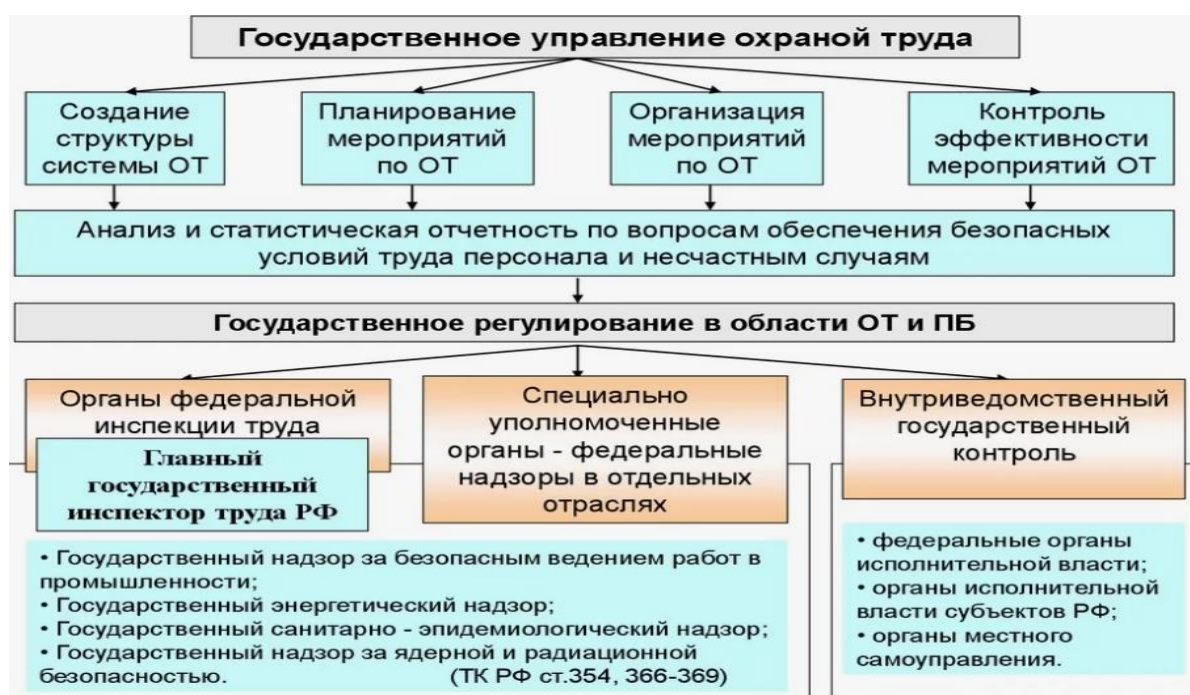 Государственное управление охраной труда
Создание
структуры
системы ОТ
Планирование
мероприятий
по ОТ
Организация
мероприятий
по ОТ
Контроль
эффективности
мероприятий ОТ
Анализ и статистическая отчетность по вопросам обеспечения безопасных
условий труда персонала и несчастным случаям
Государственное регулирование в области ОТ и ПБ
Органы федеральной
инспекции труда
Главный
государственный
инспектор труда РФ
Специально
уполномоченные
органы - федеральные
надзоры в отдельных
отраслях
Внутриведомственный
государственный
контроль
• Государственный надзор за безопасным ведением работ в
промышленности;
• Государственный энергетический надзор;
• Государственный санитарно - эпидемиологический надзор;
• Государственный надзор за ядерной и радиационной
безопасностью. (ТК РФ ст.354, 366-369)
• федеральные органы
исполнительной власти;
• органы исполнительной
власти субъектов РФ;
• органы местного
самоуправления.